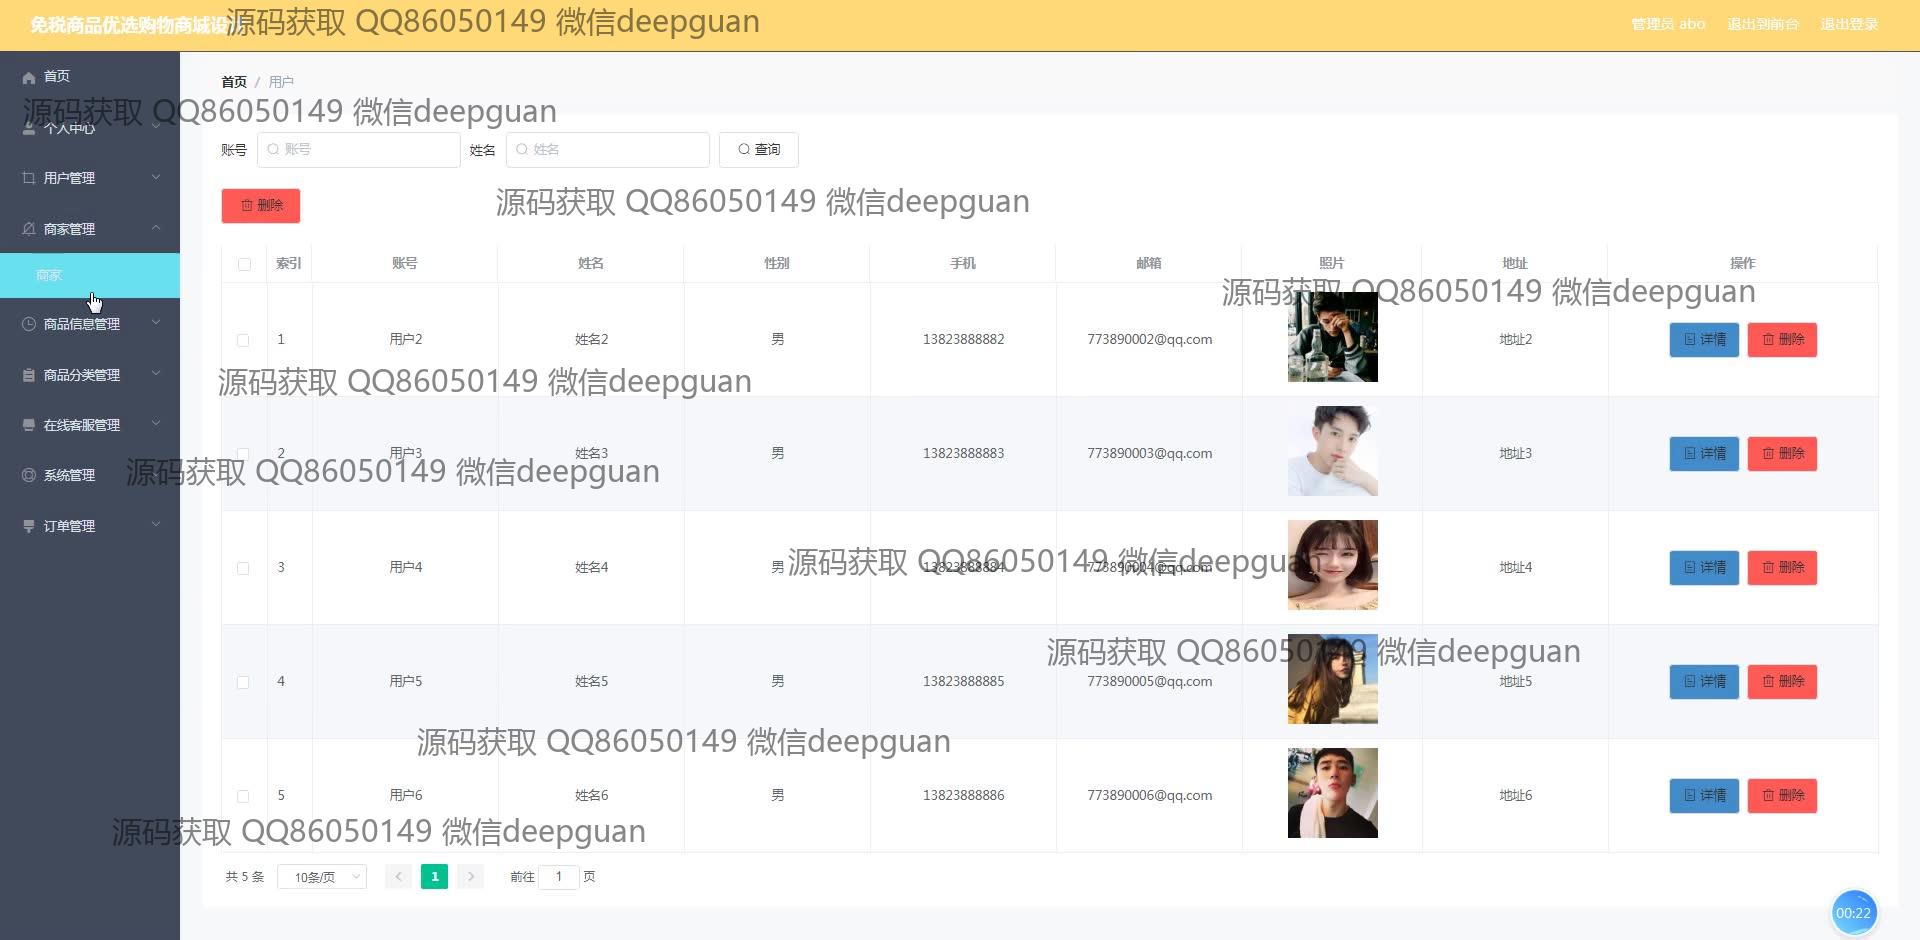 免税商品优选购物商城设计
源码获取 QQ86050149 微信deepguan
管理员 abo 退出到前台 退出登录
首页
首页 / 用户
源码获取 QQ86050149 微信deepguan
个人中心
账号 账号 姓名 姓名 查询
用户管理
删除
源码获取 QQ86050149 微信deepguan
商家管理
商家
索引 账号 姓名 性别 手机 邮箱 照片 地址 操作
源码获取 QQ86050149 微信deepguan
商品信息管理
1 用户2 姓名2 男 13823888882 773890002@qq.com 地址2 详情 删除
商品分类管理
源码获取 QQ86050149 微信deepguan
在线客服管理
2 用户3 姓名3 男 13823888883 773890003@qq.com 地址3 详情 删除
系统管理
源码获取 QQ86050149 微信deepguan
订单管理
3 用户4 姓名4 男 13823888884 773890004@qq.com 地址4 详情 删除
源码获取 QQ86050149 微信deepguan
源码获取 QQ86050149 微信deepguan
4 用户5 姓名5 男 13823888885 773890005@qq.com 地址5 详情 删除
源码获取 QQ86050149 微信deepguan
5 用户6 姓名6 男 13823888886 773890006@qq.com 地址6 详情 删除
源码获取 QQ86050149 微信deepguan
共 5 条 10条/页 1 前往 1 页
00:22